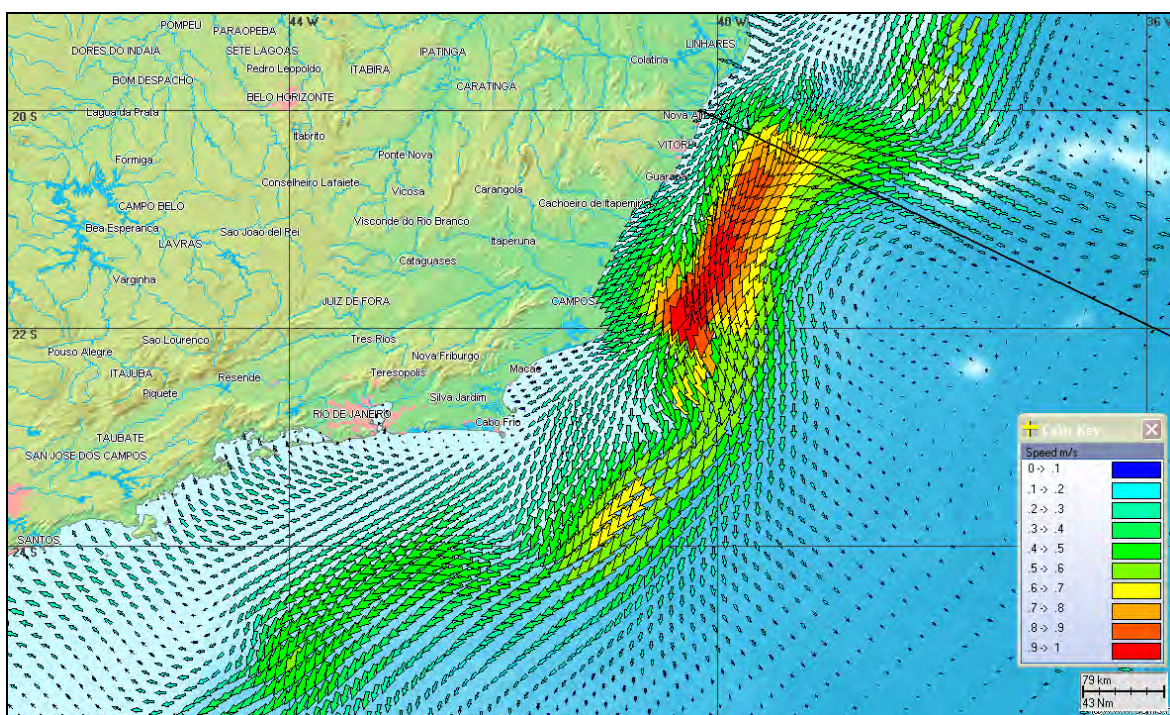 POMPEU
44 W
PARAOPEBA
40 W
36 W
DORES DO INDAIA
SETE LAGOAS
IPATINGA
LINHARES
Pedro Leopoldo
ITABIRA
Colatina
BOM DESPACHO
CARATINGA
BELO HORIZONTE
Lagoa da Prata
20 S
Nova Alm
Itabirito
VITORIA
Formiga
Ponte Nova
Conselheiro Lafaiete
Guarapa
Vicosa
Carangola
CAMPO BELO
Cachoeiro de Itapemirim
Bea Esperanca
Visconde do Rio Branco
Sao Joao del Rei
LAVRAS
Itaperuna
Cataguases
Varginha
JUIZ DE FORA
CAMPOS
22 S
Tres Rios
Sao Lourenco
Pouso Alegre
Nova Friburgo
Macae
ITAJUBA
Resende
Teresopolis
Piquete
Silva Jardim
RIO DE JANEIRO
Cabo Frio
TAUBATE
SAN JOSE DOS CAMPOS
SANTOS
24 S
Speed m/s
0 -> .1
.1 -> .2
.2 -> .3
.3 -> .4
.4 -> .5
.5 -> .6
.6 -> .7
.7 -> .8
.8 -> .9
.9 -> 1
79 km
43 Nm